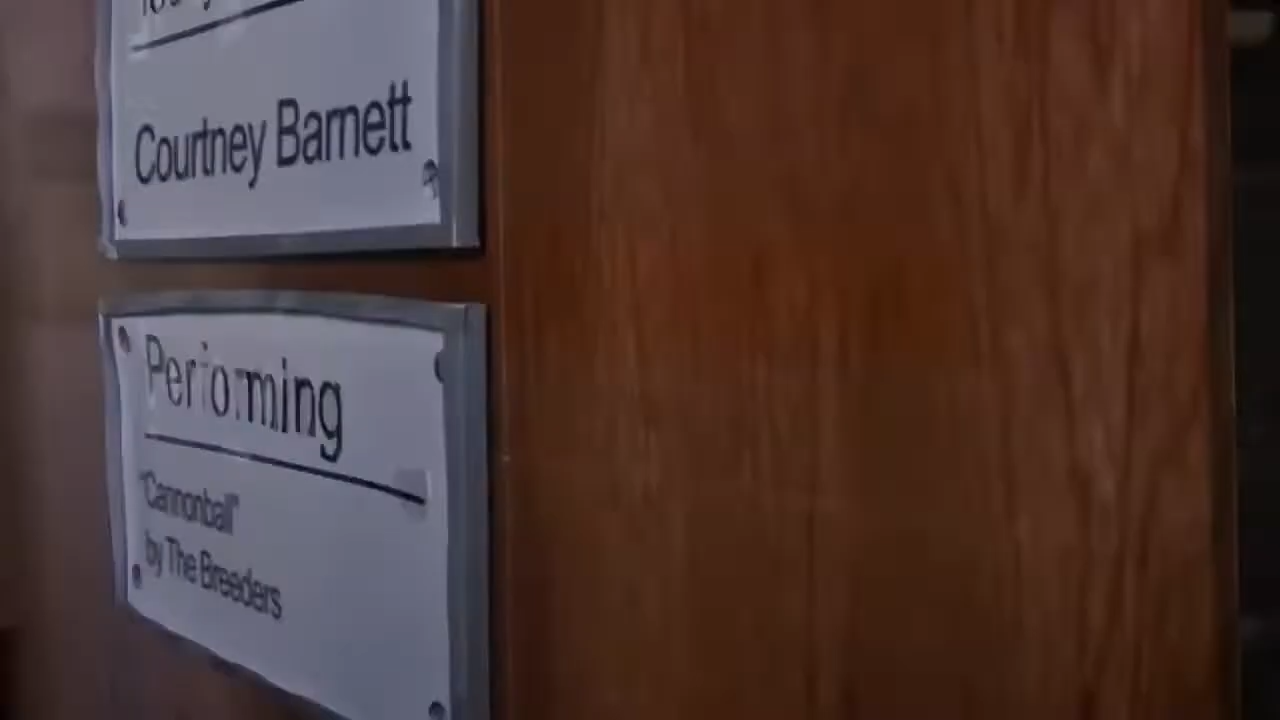 Courtney Barnett
Performing
"Cannonball"
by The Breeders